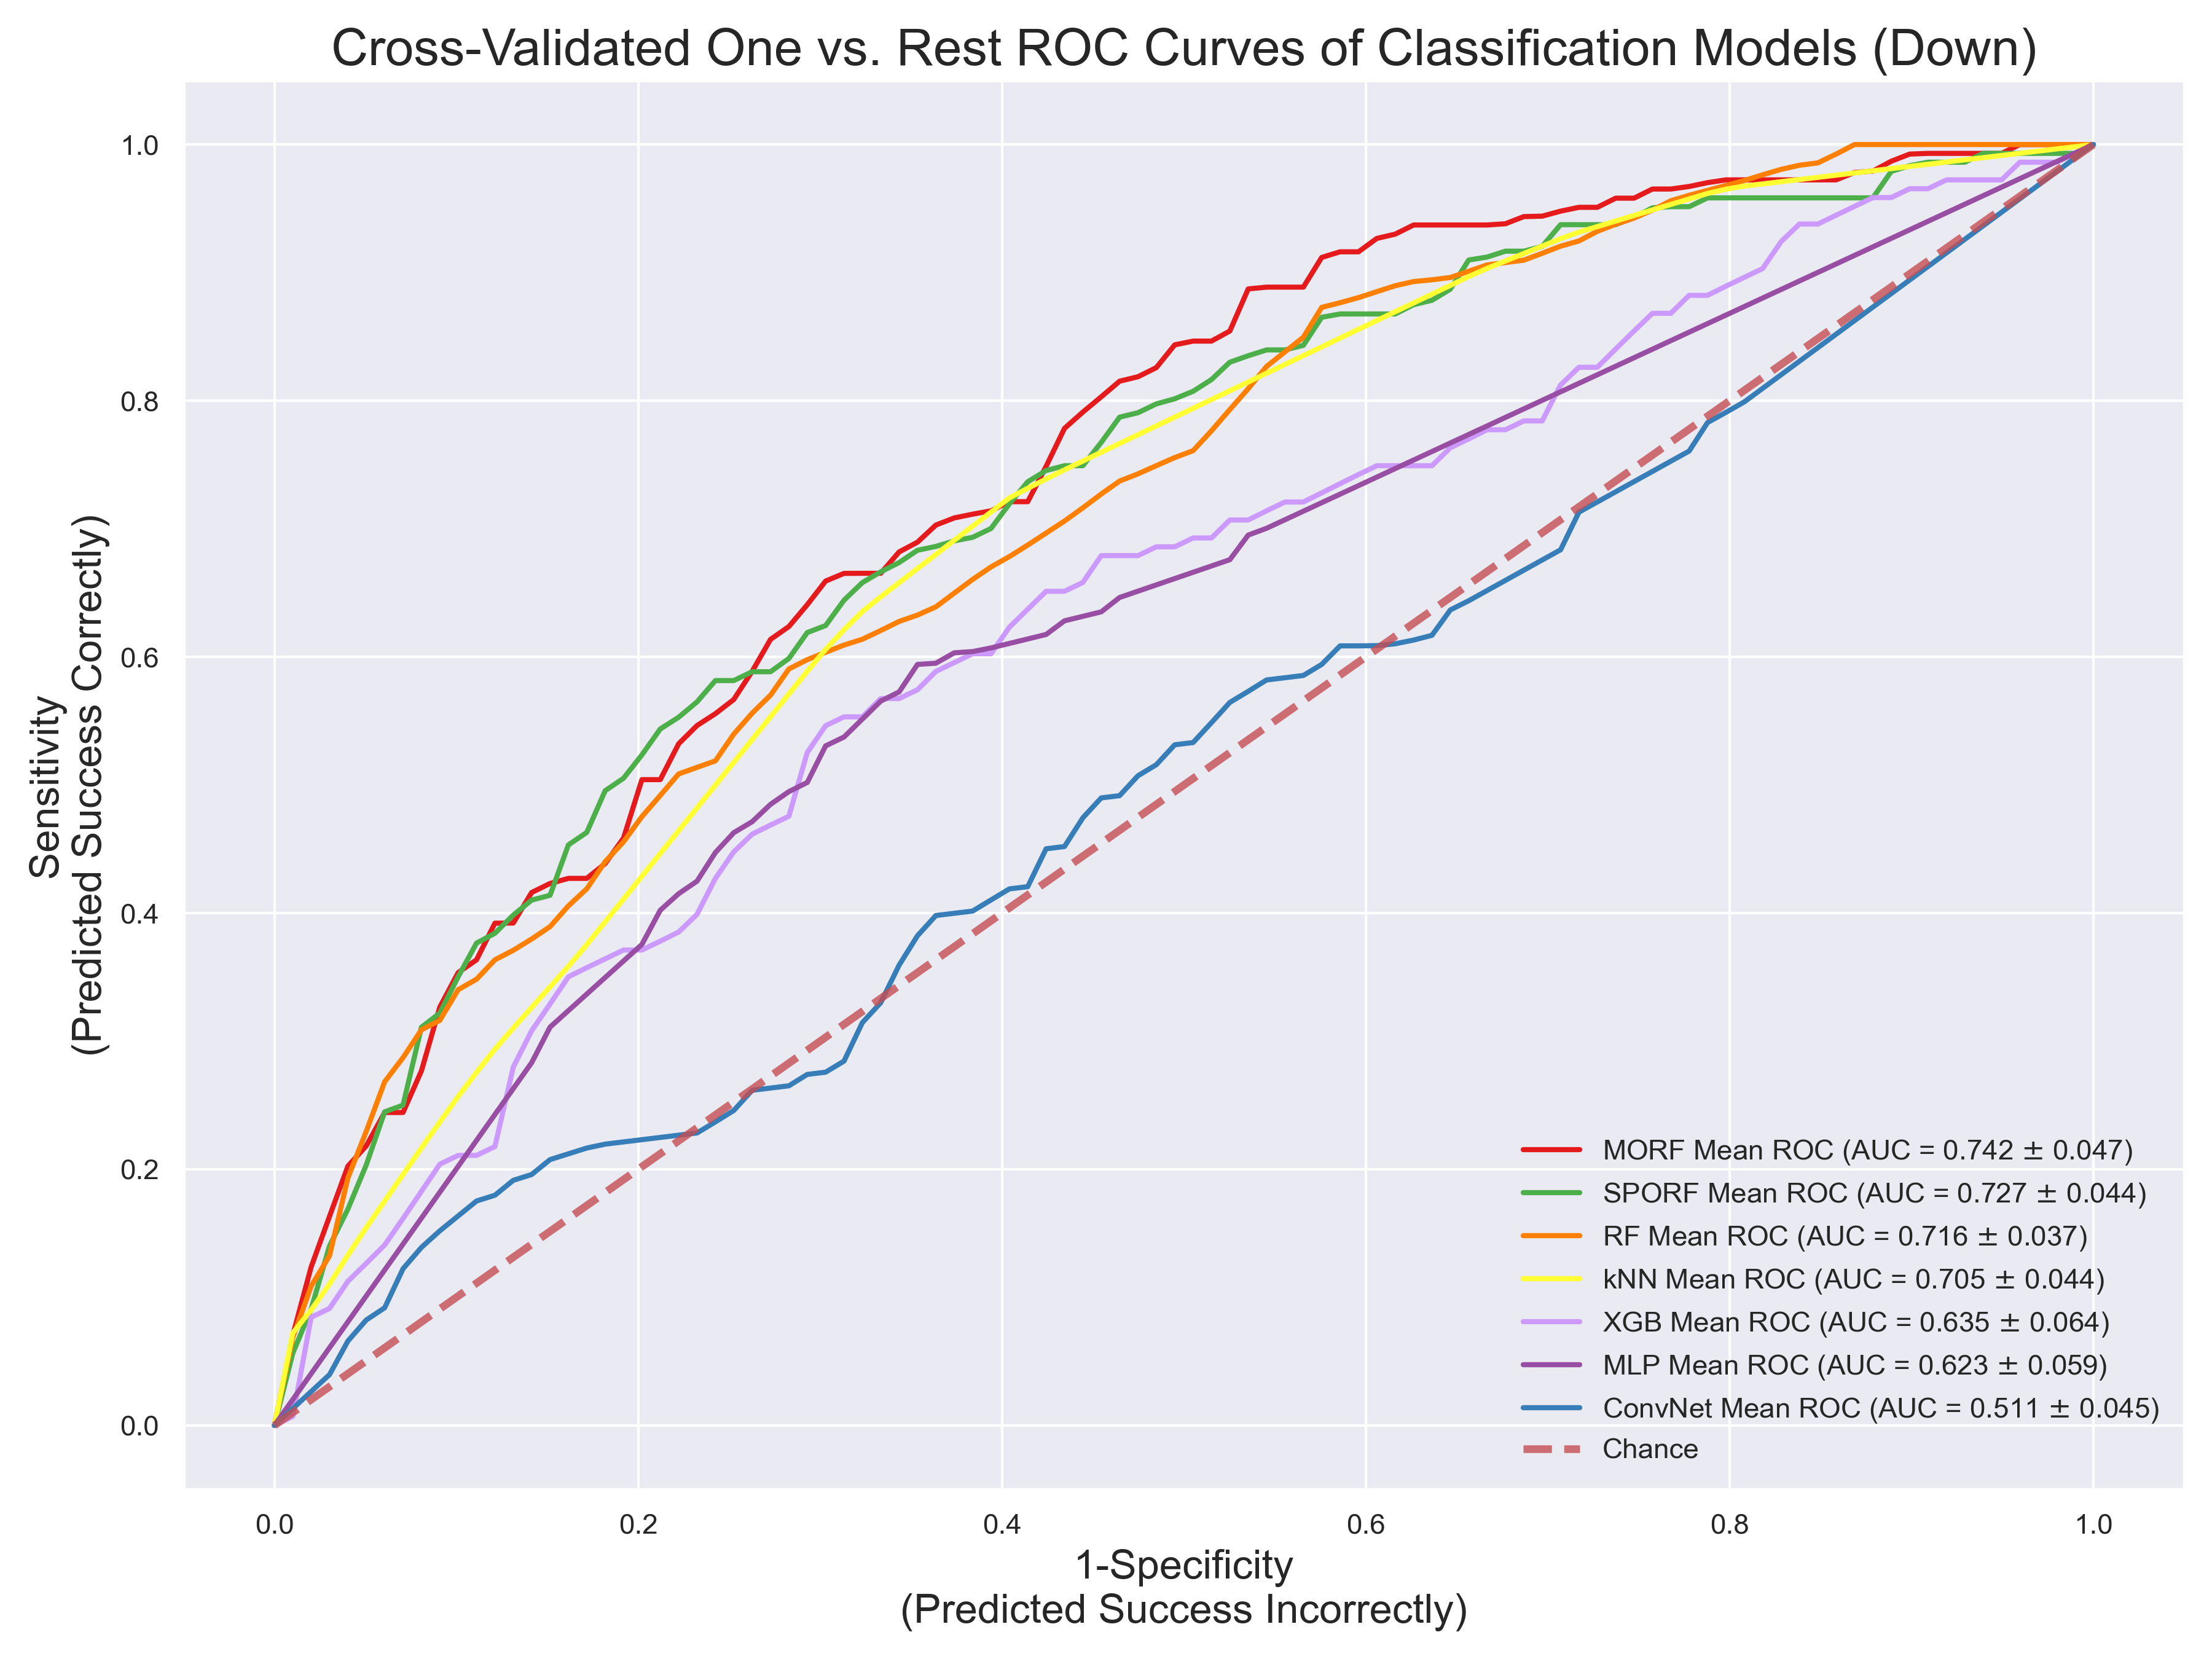 Cross-Validated One vs. Rest ROC Curves of Classification Models (Down)
Sensitivity
(Predicted Success Correctly)
1.0
0.8
0.6
0.4
0.2
0.0
MORF Mean ROC (AUC = 0.742 ± 0.047)
SPORF Mean ROC (AUC = 0.727 ± 0.044)
RF Mean ROC (AUC = 0.716 ± 0.037)
kNN Mean ROC (AUC = 0.705 ± 0.044)
XGB Mean ROC (AUC = 0.635 ± 0.064)
MLP Mean ROC (AUC = 0.623 ± 0.059)
ConvNet Mean ROC (AUC = 0.511 ± 0.045)
Chance
0.0 0.2 0.4 0.6 0.8 1.0
1-Specificity
(Predicted Success Incorrectly)